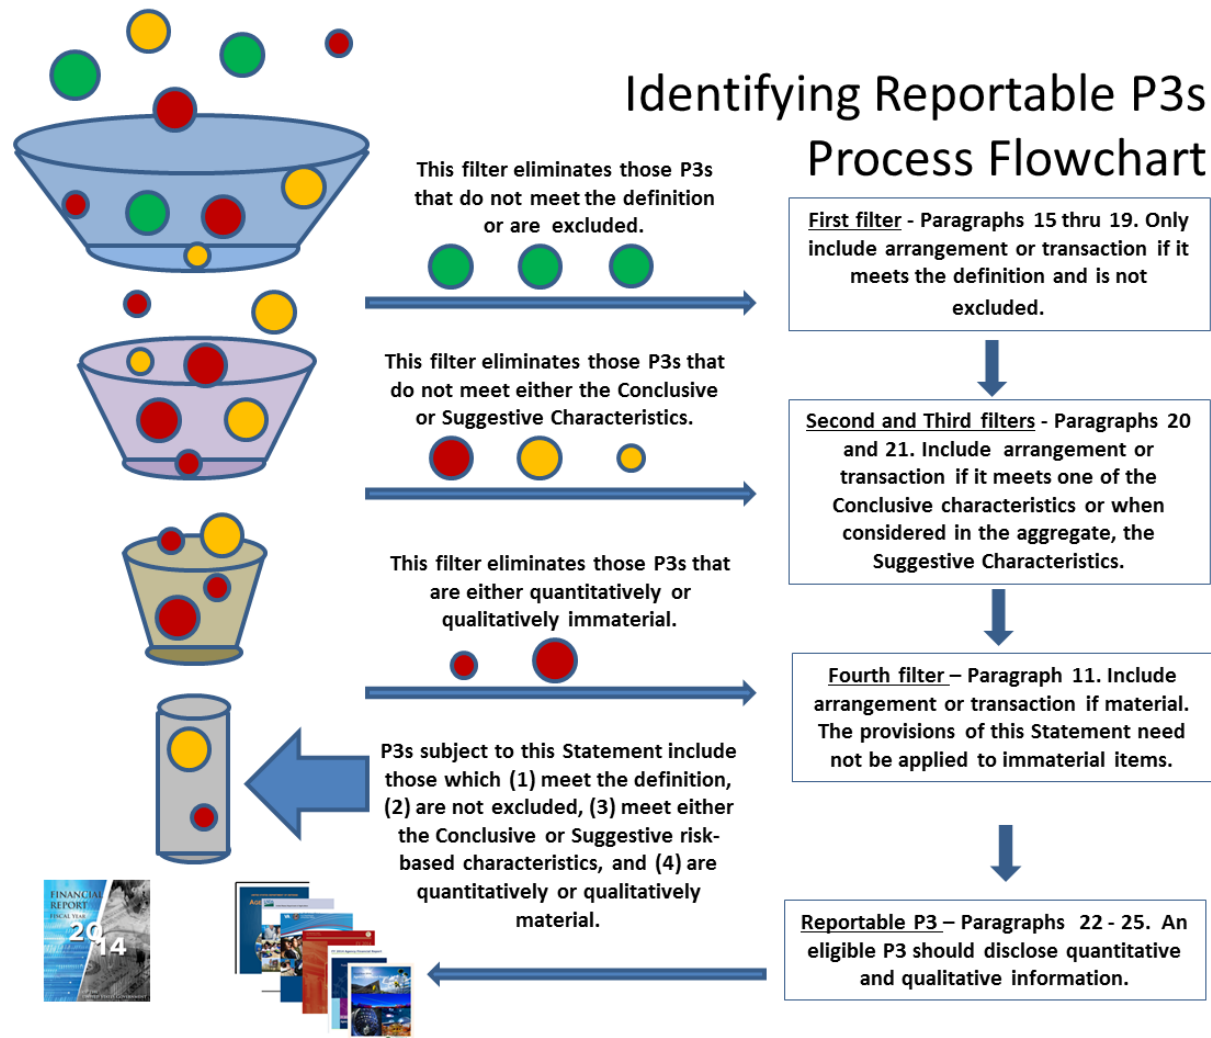 Identifying Reportable P3s
Process Flowchart
This filter eliminates those P3s
that do not meet the definition
or are excluded.
First filter - Paragraphs 15 thru 19. Only
include arrangement or transaction if it
meets the definition and is not
excluded.
This filter eliminates those P3s that
do not meet either the Conclusive
or Suggestive Characteristics.
Second and Third filters - Paragraphs 20
and 21. Include arrangement or
transaction if it meets one of the
Conclusive characteristics or when
considered in the aggregate, the
Suggestive Characteristics.
This filter eliminates those P3s that
are either quantitatively or
qualitatively immaterial.
Fourth filter – Paragraph 11. Include
arrangement or transaction if material.
The provisions of this Statement need
not be applied to immaterial items.
P3s subject to this Statement include
those which (1) meet the definition,
(2) are not excluded, (3) meet either
the Conclusive or Suggestive risk-
based characteristics, and (4) are
quantitatively or qualitatively
material.
Reportable P3 – Paragraphs 22 - 25. An
eligible P3 should disclose quantitative
and qualitative information.
FINANCIAL
REPORT
FISCAL YEAR
2014